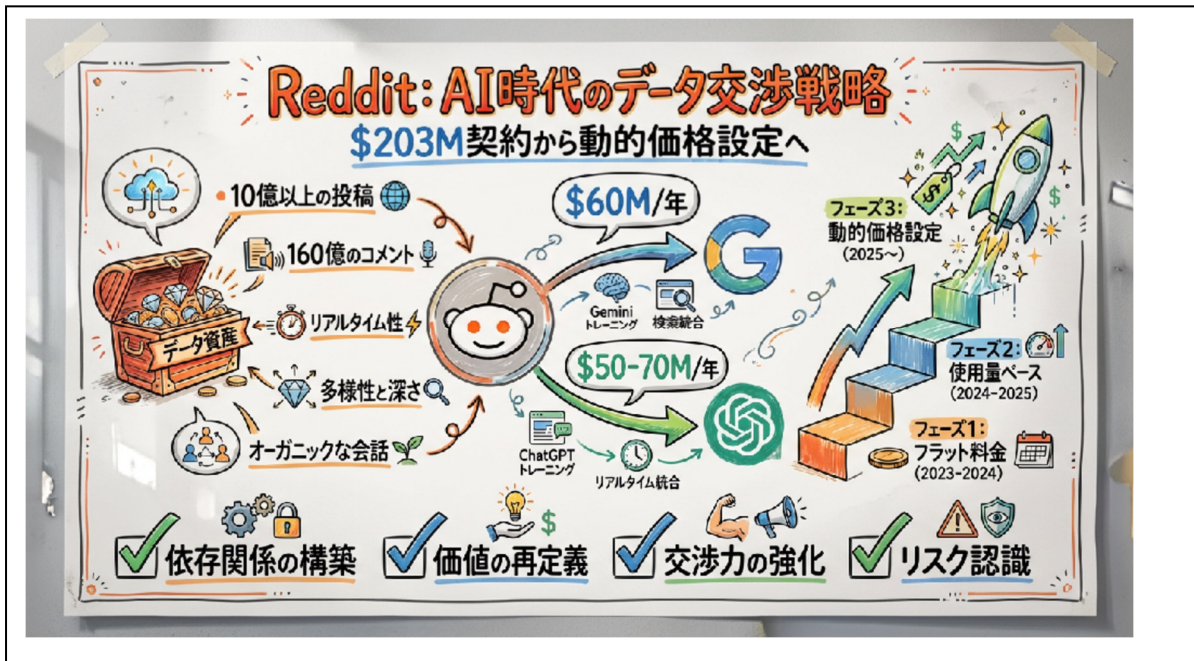 Reddit: AI時代のデータ交渉戦略
$203M契約から動的価格設定へ
10億以上の投稿
160億のコメント
リアルタイム性
多様性と深さ
オーガニックな会話
データ資産
$60M/年
Gemini
トレーニング
検索統合
$50-70M/年
ChatGPT
トレーニング
リアルタイム統合
フェーズ3:
動的価格設定
(2025〜)
フェーズ2:
使用量ベース
(2024-2025)
フェーズ1:
フラット料金
(2023-2024)
依存関係の構築
価値の再定義
交渉力の強化
リスク認識